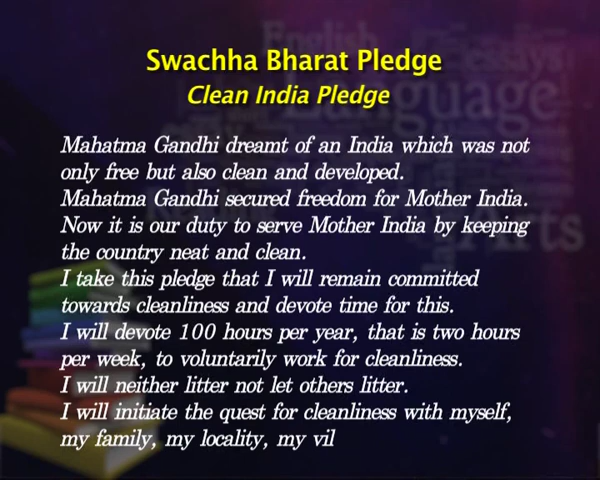 Swachha Bharat Pledge
Clean India Pledge
Mahatma Gandhi dreamt of an India which was not
only free but also clean and developed.
Mahatma Gandhi secured freedom for Mother India.
Now it is our duty to serve Mother India by keeping
the country neat and clean.
I take this pledge that I will remain committed
towards cleanliness and devote time for this.
I will devote 100 hours per year, that is two hours
per week, to voluntarily work for cleanliness.
I will neither litter not let others litter.
I will initiate the quest for cleanliness with myself,
my family, my locality, my vil
English
essays
Language
Arts